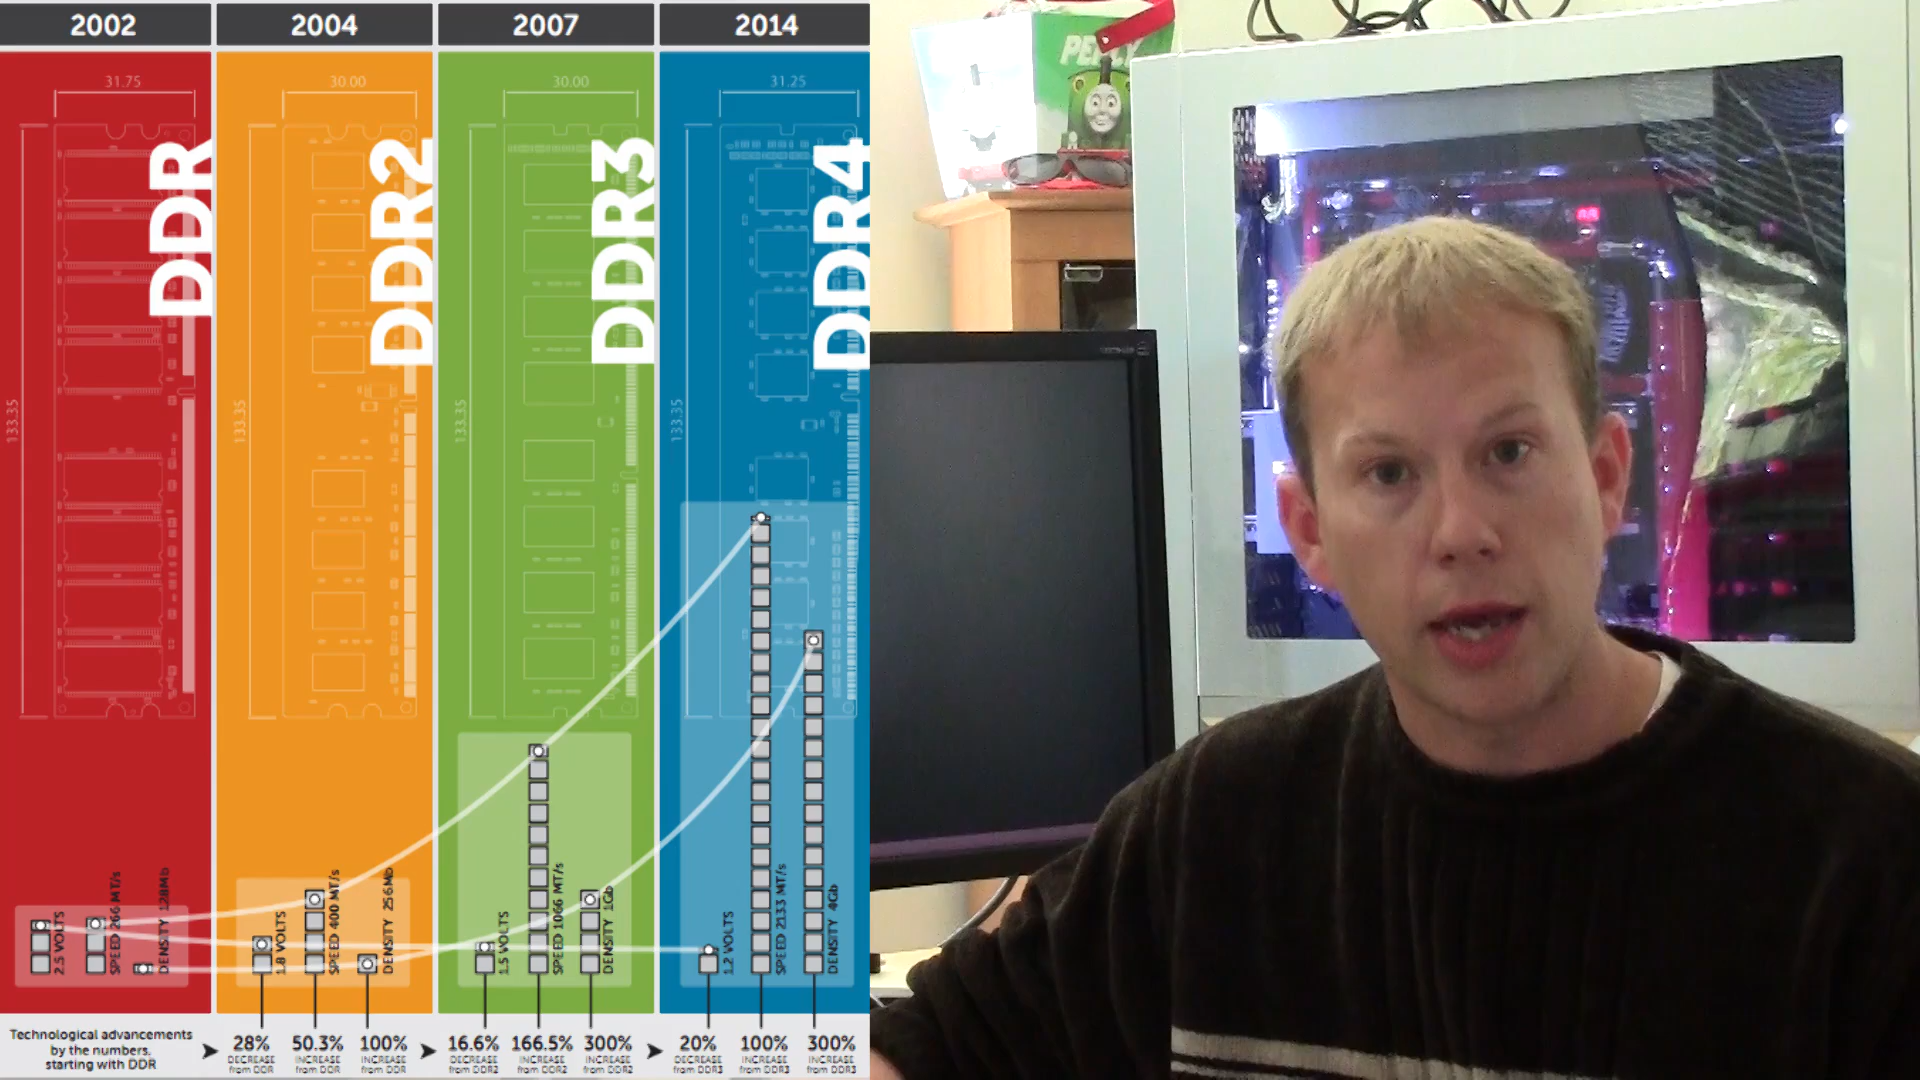 2002
2004
2007
2014
31.75
30.00
30.00
31.25
133.35
133.35
133.35
133.35
DDR
DDR2
DDR3
DDR4
PERCY
2.5 VOLTS
SPEED 266 MT/s
DENSITY 128Mb
1.8 VOLTS
SPEED 400 MT/s
DENSITY 256Mb
1.5 VOLTS
SPEED 1066 MT/s
DENSITY 1Gb
1.2 VOLTS
SPEED 2133 MT/s
DENSITY 4Gb
Technological advancements
by the numbers,
starting with DDR
28%
DECREASE
from DDR
50.3%
INCREASE
from DDR
100%
INCREASE
from DDR
16.6%
DECREASE
from DDR2
166.5%
INCREASE
from DDR2
300%
INCREASE
from DDR2
20%
DECREASE
from DDR3
100%
INCREASE
from DDR3
300%
INCREASE
from DDR3